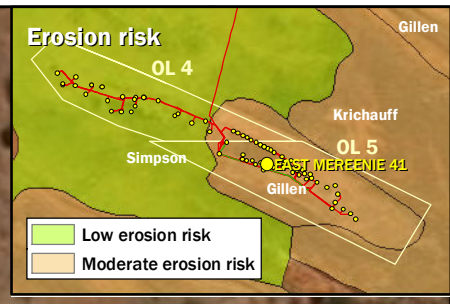 Gillen
Erosion risk
OL 4
Krichauff
OL 5
Simpson
EAST MEREENIE 41
Gillen
Low erosion risk
Moderate erosion risk